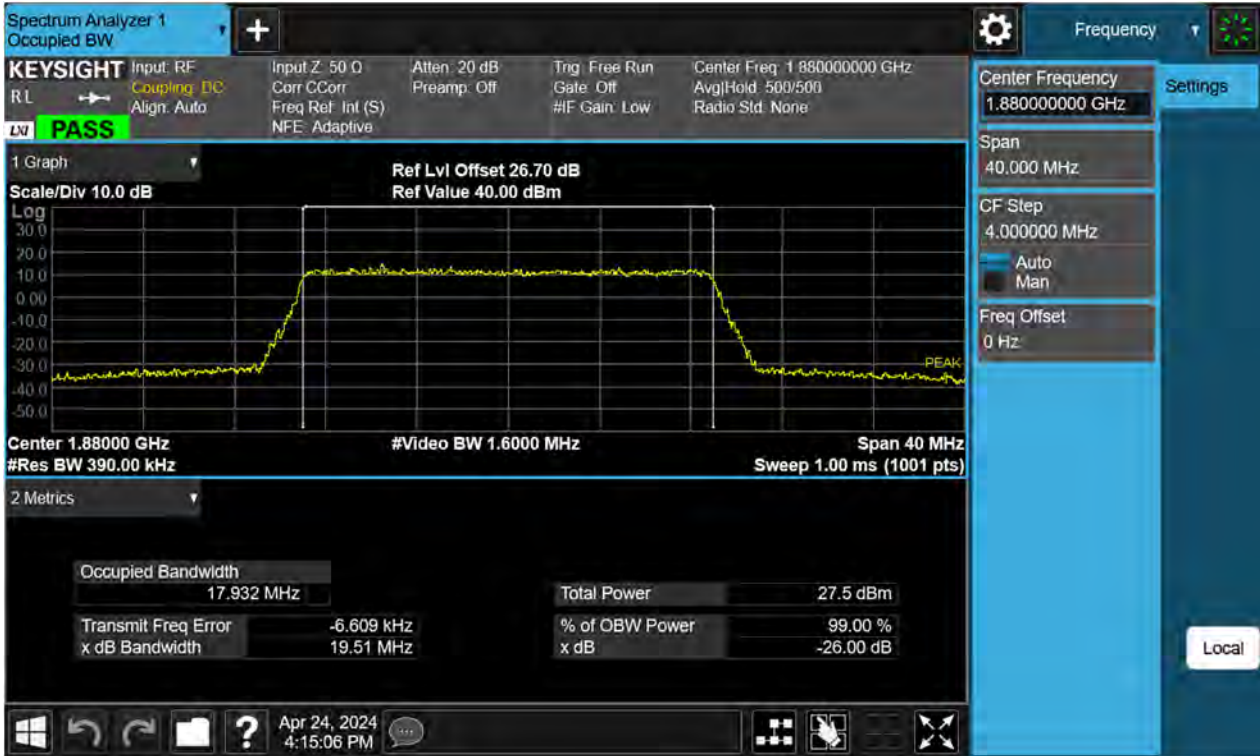 Spectrum Analyzer 1
Occupied BW
+
Frequency
KEYSIGHT
R L
LXI
PASS
Input: RF
Coupling: DC
Align: Auto
Input Z: 50 Ω
Corr CCorr
Freq Ref: Int (S)
NFE: Adaptive
Atten: 20 dB
Preamp: Off
Trig: Free Run
Gate: Off
#IF Gain: Low
Center Freq: 1.880000000 GHz
Avg|Hold: 500/500
Radio Std: None
1 Graph
Scale/Div 10.0 dB
Ref Lvl Offset 26.70 dB
Ref Value 40.00 dBm
Log
30.0
20.0
10.0
0.00
-10.0
-20.0
-30.0
-40.0
-50.0
PEAK
Center 1.88000 GHz
#Res BW 390.00 kHz
#Video BW 1.6000 MHz
Span 40 MHz
Sweep 1.00 ms (1001 pts)
2 Metrics
Occupied Bandwidth
17.932 MHz
Transmit Freq Error -6.609 kHz
x dB Bandwidth 19.51 MHz
Total Power 27.5 dBm
% of OBW Power 99.00 %
x dB -26.00 dB
Center Frequency
1.880000000 GHz
Span
40.000 MHz
CF Step
4.000000 MHz
Auto
Man
Freq Offset
0 Hz
Settings
Local
?
Apr 24, 2024
4:15:06 PM